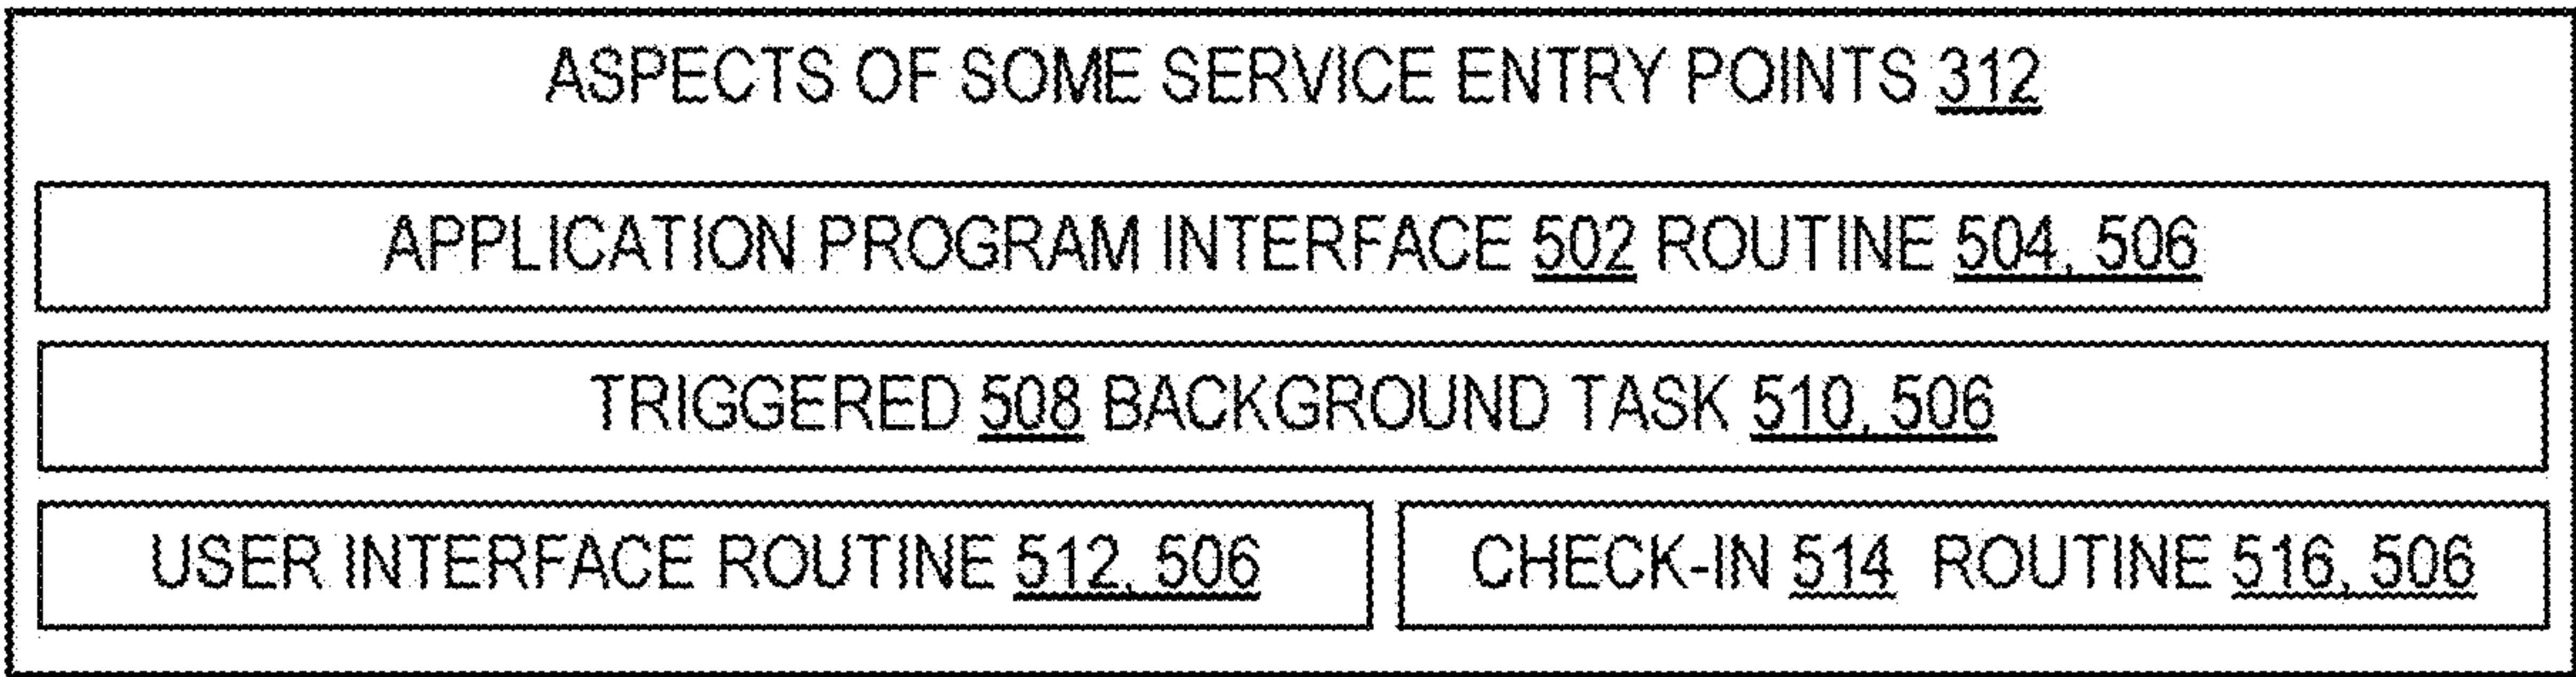 ASPECTS OF SOME SERVICE ENTRY POINTS 312
APPLICATION PROGRAM INTERFACE 502 ROUTINE 504, 506
TRIGGERED 508 BACKGROUND TASK 510, 506
USER INTERFACE ROUTINE 512, 506
CHECK-IN 514 ROUTINE 516, 506